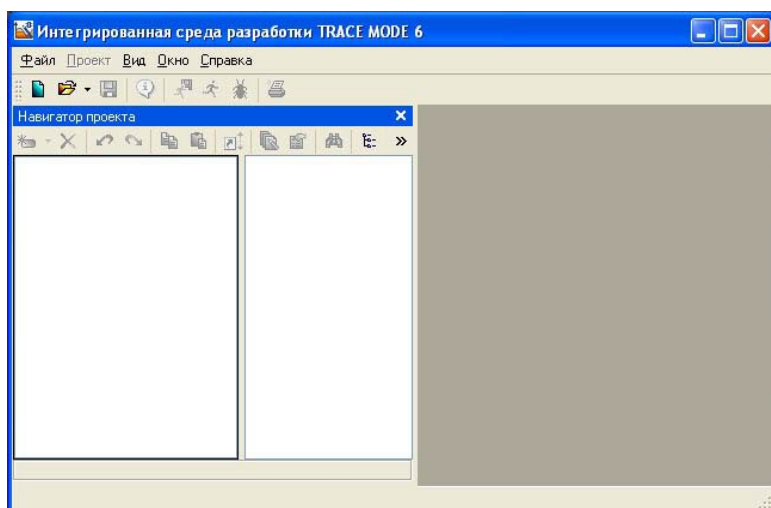 Интегрированная среда разработки TRACE MODE 6
Файл Проект Вид Окно Справка
Навигатор проекта